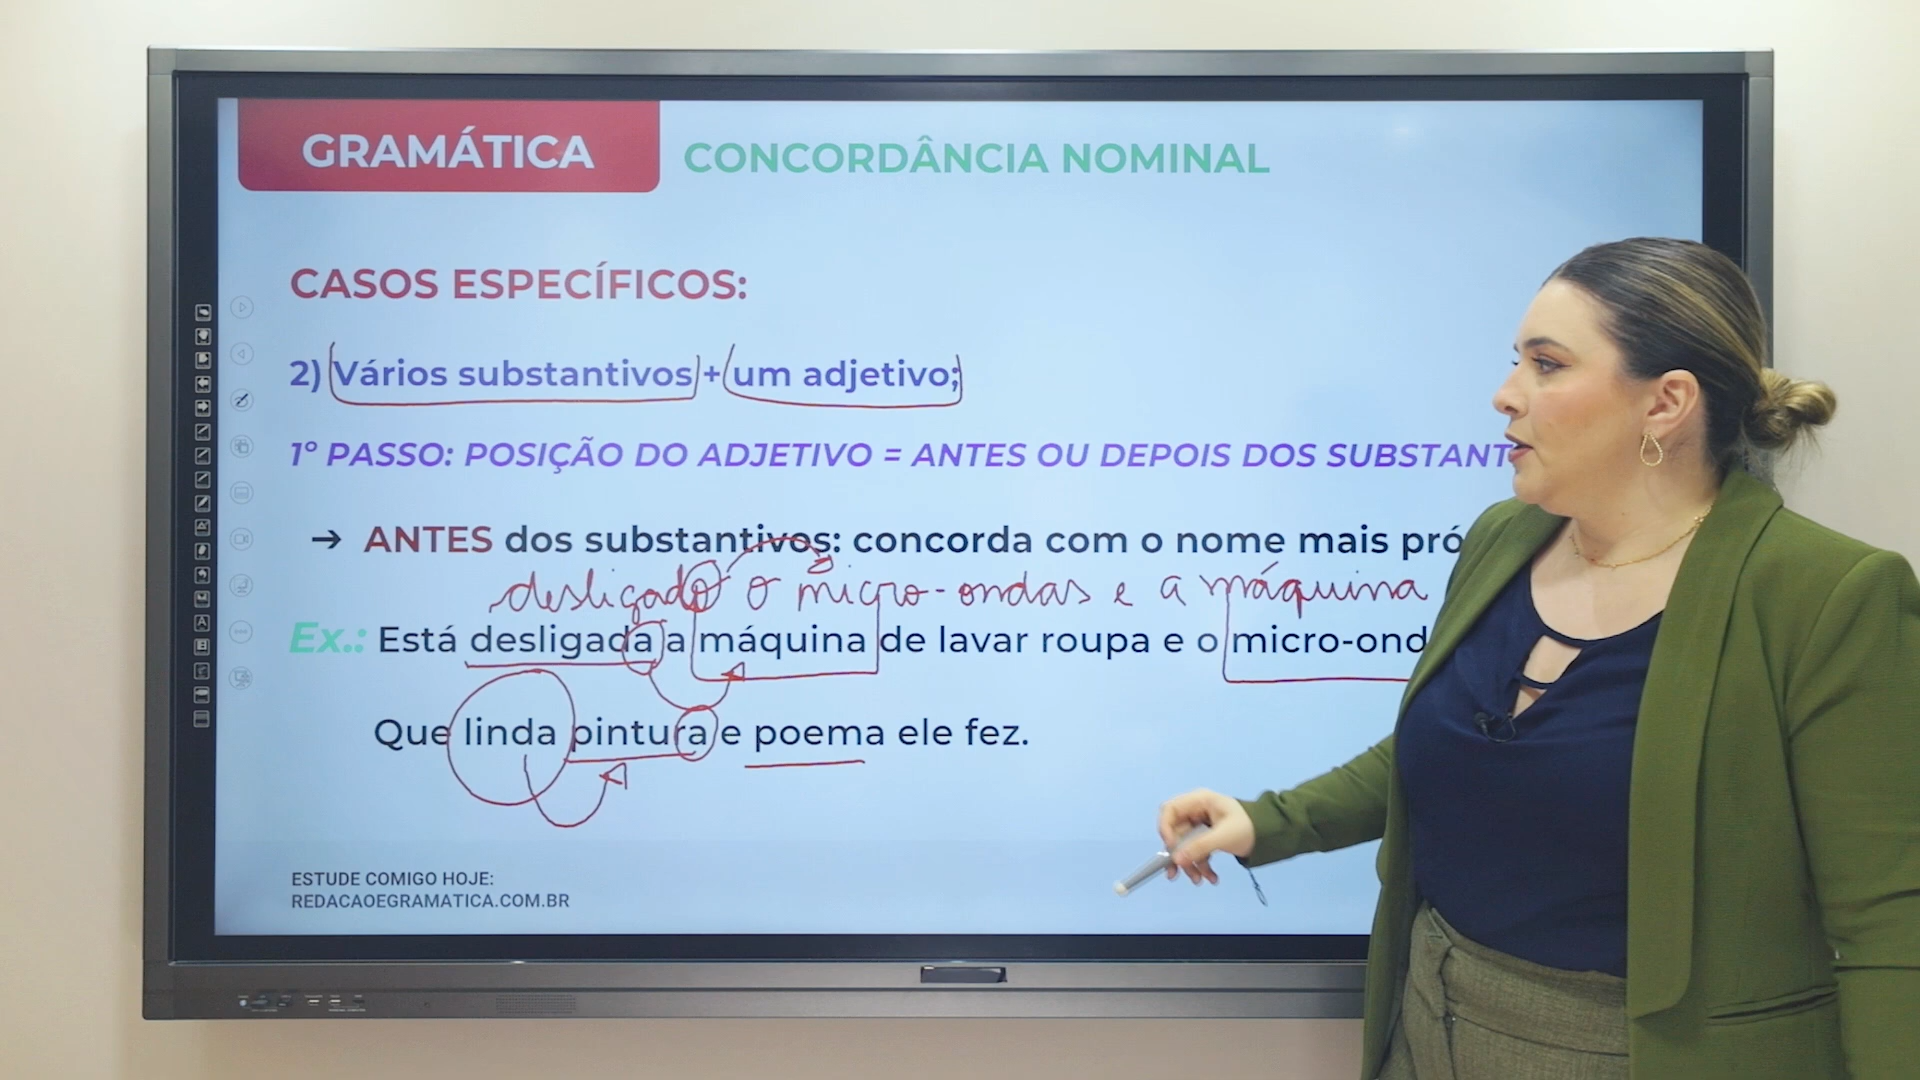 GRAMÁTICA CONCORDÂNCIA NOMINAL
CASOS ESPECÍFICOS:
2) Vários substantivos + um adjetivo;
1º PASSO: POSIÇÃO DO ADJETIVO = ANTES OU DEPOIS DOS SUBSTANT
➔ ANTES dos substantivos: concorda com o nome mais pró
desligado o micro-ondas e a máquina
Ex.: Está desligada a máquina de lavar roupa e o micro-ond
Que linda pintura e poema ele fez.
ESTUDE COMIGO HOJE:
REDACAOEGRAMATICA.COM.BR